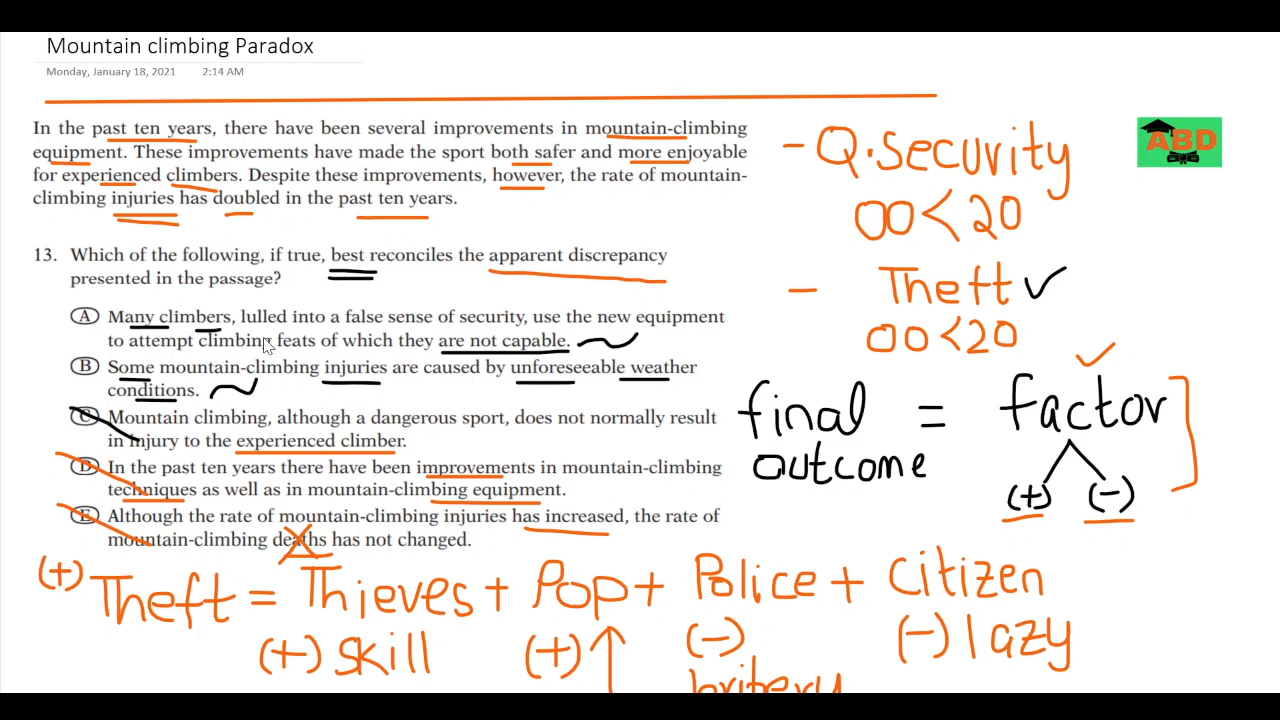 Mountain climbing Paradox
Monday, January 18, 2021 2:14 AM
In the past ten years, there have been several improvements in mountain-climbing
equipment. These improvements have made the sport both safer and more enjoyable
for experienced climbers. Despite these improvements, however, the rate of mountain-
climbing injuries has doubled in the past ten years.
13. Which of the following, if true, best reconciles the apparent discrepancy
presented in the passage?
A Many climbers, lulled into a false sense of security, use the new equipment
to attempt climbing feats of which they are not capable.
B Some mountain-climbing injuries are caused by unforeseeable weather
conditions.
C Mountain climbing, although a dangerous sport, does not normally result
in injury to the experienced climber.
D In the past ten years there have been improvements in mountain-climbing
techniques as well as in mountain-climbing equipment.
E Although the rate of mountain-climbing injuries has increased, the rate of
mountain-climbing deaths has not changed.
- Q.security
00 < 20
- Theft ✓
00 < 20
final = factor
outcome
(+) (-)
ABD
(+) Theft = Thieves + Pop + Police + Citizen
(+) skill (+) ↑ (-) (-) lazy